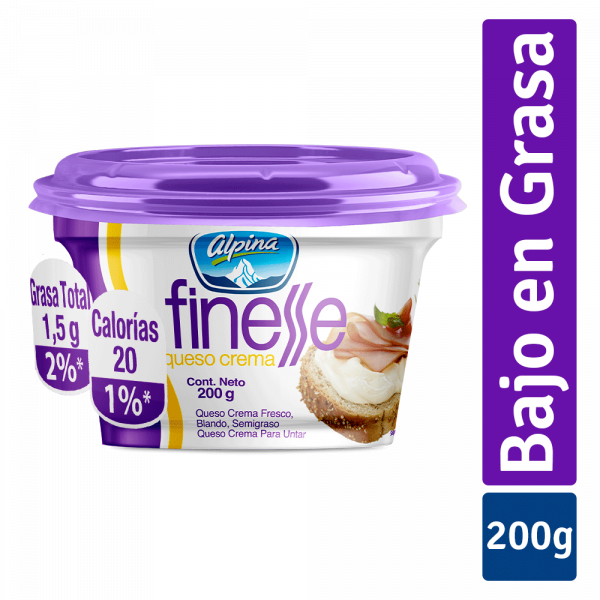 Alpina
finesse
queso crema
Cont. Neto
200 g
Queso Crema Fresco,
Blando, Semigraso
Queso Crema Para Untar
Grasa Total
1,5 g
2%*
Calorías
20
1%*
Bajo en Grasa
200g